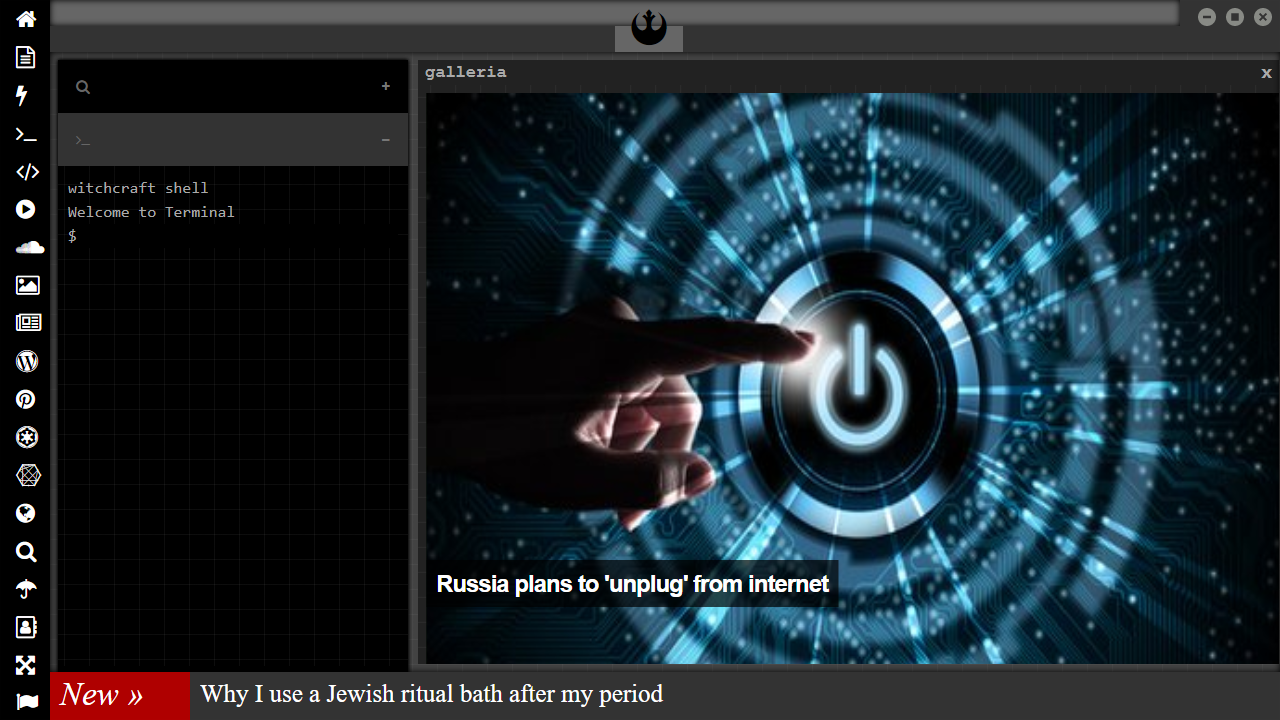 galleria
x
+
>_
−
witchcraft shell
Welcome to Terminal
$
Russia plans to 'unplug' from internet
New »
Why I use a Jewish ritual bath after my period